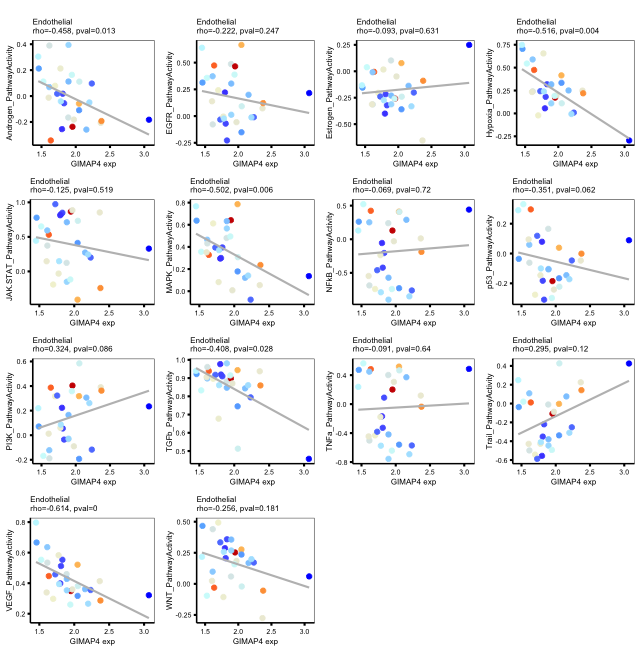 Endothelial
rho=-0.458, pval=0.013
Androgen_PathwayActivity
0.4
0.2
0.0
-0.2
1.5
2.0
2.5
3.0
GIMAP4 exp
Endothelial
rho=-0.222, pval=0.247
EGFR_PathwayActivity
0.75
0.50
0.25
0.00
-0.25
1.5
2.0
2.5
3.0
GIMAP4 exp
Endothelial
rho=-0.093, pval=0.631
Estrogen_PathwayActivity
0.25
0.00
-0.25
-0.50
1.5
2.0
2.5
3.0
GIMAP4 exp
Endothelial
rho=-0.516, pval=0.004
Hypoxia_PathwayActivity
0.75
0.50
0.25
0.00
-0.25
1.5
2.0
2.5
3.0
GIMAP4 exp
Endothelial
rho=-0.125, pval=0.519
JAK-STAT_PathwayActivity
1.0
0.5
0.0
1.5
2.0
2.5
3.0
GIMAP4 exp
Endothelial
rho=-0.502, pval=0.006
MAPK_PathwayActivity
0.8
0.6
0.4
0.2
0.0
1.5
2.0
2.5
3.0
GIMAP4 exp
Endothelial
rho=-0.069, pval=0.72
NFkB_PathwayActivity
0.5
0.0
-0.5
1.5
2.0
2.5
3.0
GIMAP4 exp
Endothelial
rho=-0.351, pval=0.062
p53_PathwayActivity
0.2
0.0
-0.2
1.5
2.0
2.5
3.0
GIMAP4 exp
Endothelial
rho=0.324, pval=0.086
PI3K_PathwayActivity
0.6
0.4
0.2
0.0
-0.2
1.5
2.0
2.5
3.0
GIMAP4 exp
Endothelial
rho=-0.408, pval=0.028
TGFb_PathwayActivity
1.0
0.9
0.8
0.7
0.6
0.5
1.5
2.0
2.5
3.0
GIMAP4 exp
Endothelial
rho=-0.091, pval=0.64
TNFa_PathwayActivity
0.4
0.0
-0.4
-0.8
1.5
2.0
2.5
3.0
GIMAP4 exp
Endothelial
rho=0.295, pval=0.12
Trail_PathwayActivity
0.4
0.2
0.0
-0.2
-0.4
-0.6
1.5
2.0
2.5
3.0
GIMAP4 exp
Endothelial
rho=-0.614, pval=0
VEGF_PathwayActivity
0.8
0.6
0.4
0.2
1.5
2.0
2.5
3.0
GIMAP4 exp
Endothelial
rho=-0.256, pval=0.181
WNT_PathwayActivity
0.50
0.25
0.00
-0.25
1.5
2.0
2.5
3.0
GIMAP4 exp